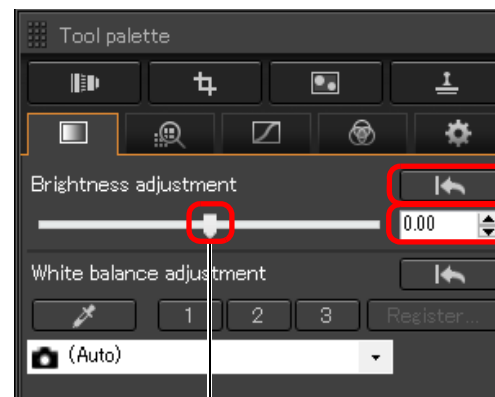 Tool palette
Brightness adjustment
0.00
White balance adjustment
1 2 3 Register...
(Auto)